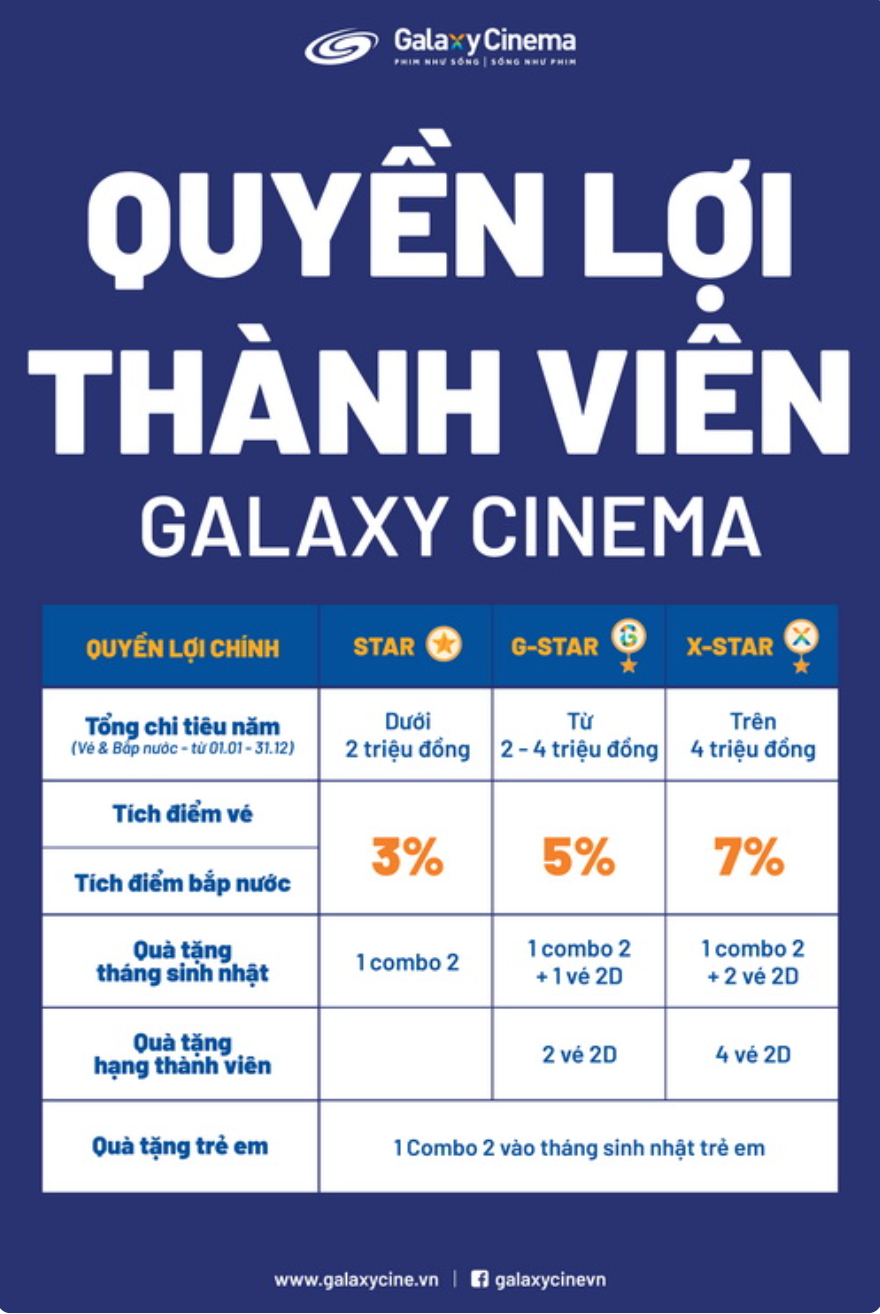 Galaxy Cinema
PHIM NHƯ SỐNG | SỐNG NHƯ PHIM
QUYỀN LỢI
THÀNH VIÊN
GALAXY CINEMA
QUYỀN LỢI CHÍNH
STAR
G-STAR
X-STAR
Tổng chi tiêu năm
(Vé & Bắp nước - từ 01.01 - 31.12)
Dưới
2 triệu đồng
Từ
2 - 4 triệu đồng
Trên
4 triệu đồng
Tích điểm vé
Tích điểm bắp nước
3%
5%
7%
Quà tặng
tháng sinh nhật
1 combo 2
1 combo 2
+ 1 vé 2D
1 combo 2
+ 2 vé 2D
Quà tặng
hạng thành viên
2 vé 2D
4 vé 2D
Quà tặng trẻ em
1 Combo 2 vào tháng sinh nhật trẻ em
www.galaxycine.vn | galaxycinevn